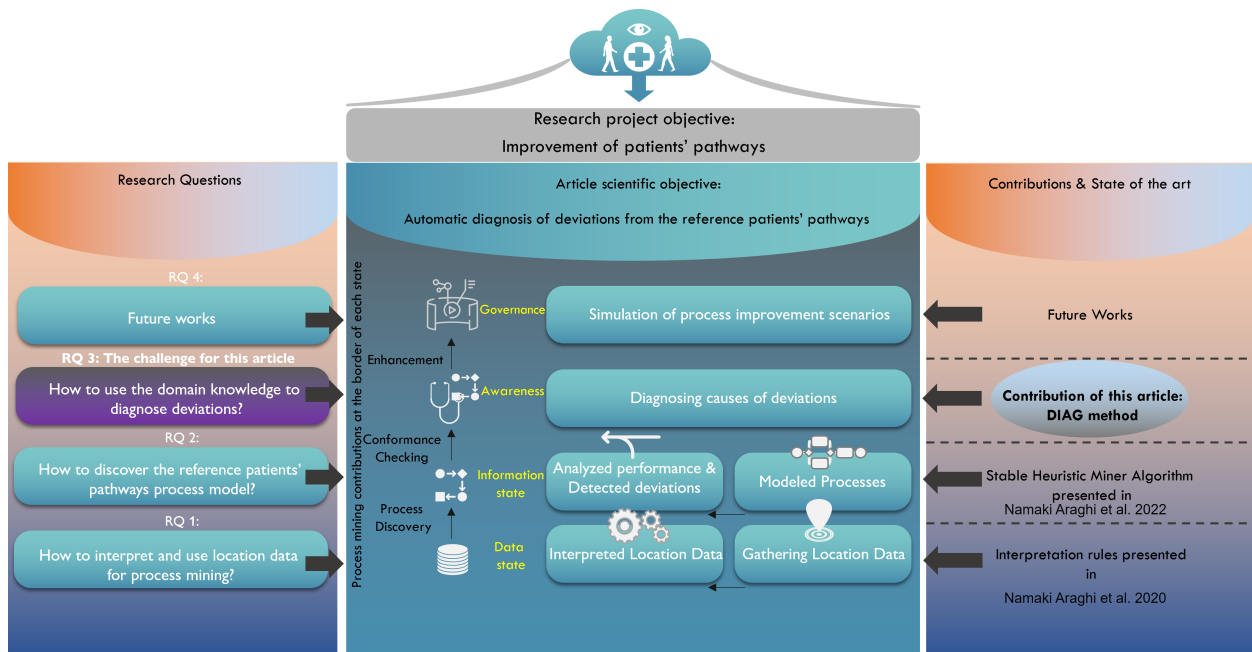 Research project objective:
Improvement of patients' pathways
Research Questions
RQ 4:
Future works
RQ 3: The challenge for this article
How to use the domain knowledge to
diagnose deviations?
RQ 2:
How to discover the reference patients'
pathways process model?
RQ 1:
How to interpret and use location data
for process mining?
Article scientific objective:
Automatic diagnosis of deviations from the reference patients' pathways
Process mining contributions at the border of each state
Governance
Simulation of process improvement scenarios
Enhancement
Awareness
Diagnosing causes of deviations
Conformance
Checking
Information
state
Analyzed performance &
Detected deviations
Modeled Processes
Process
Discovery
Data
state
Interpreted Location Data
Gathering Location Data
Contributions & State of the art
Future Works
Contribution of this article:
DIAG method
Stable Heuristic Miner Algorithm
presented in
Namaki Araghi et al. 2022
Interpretation rules presented
in
Namaki Araghi et al. 2020